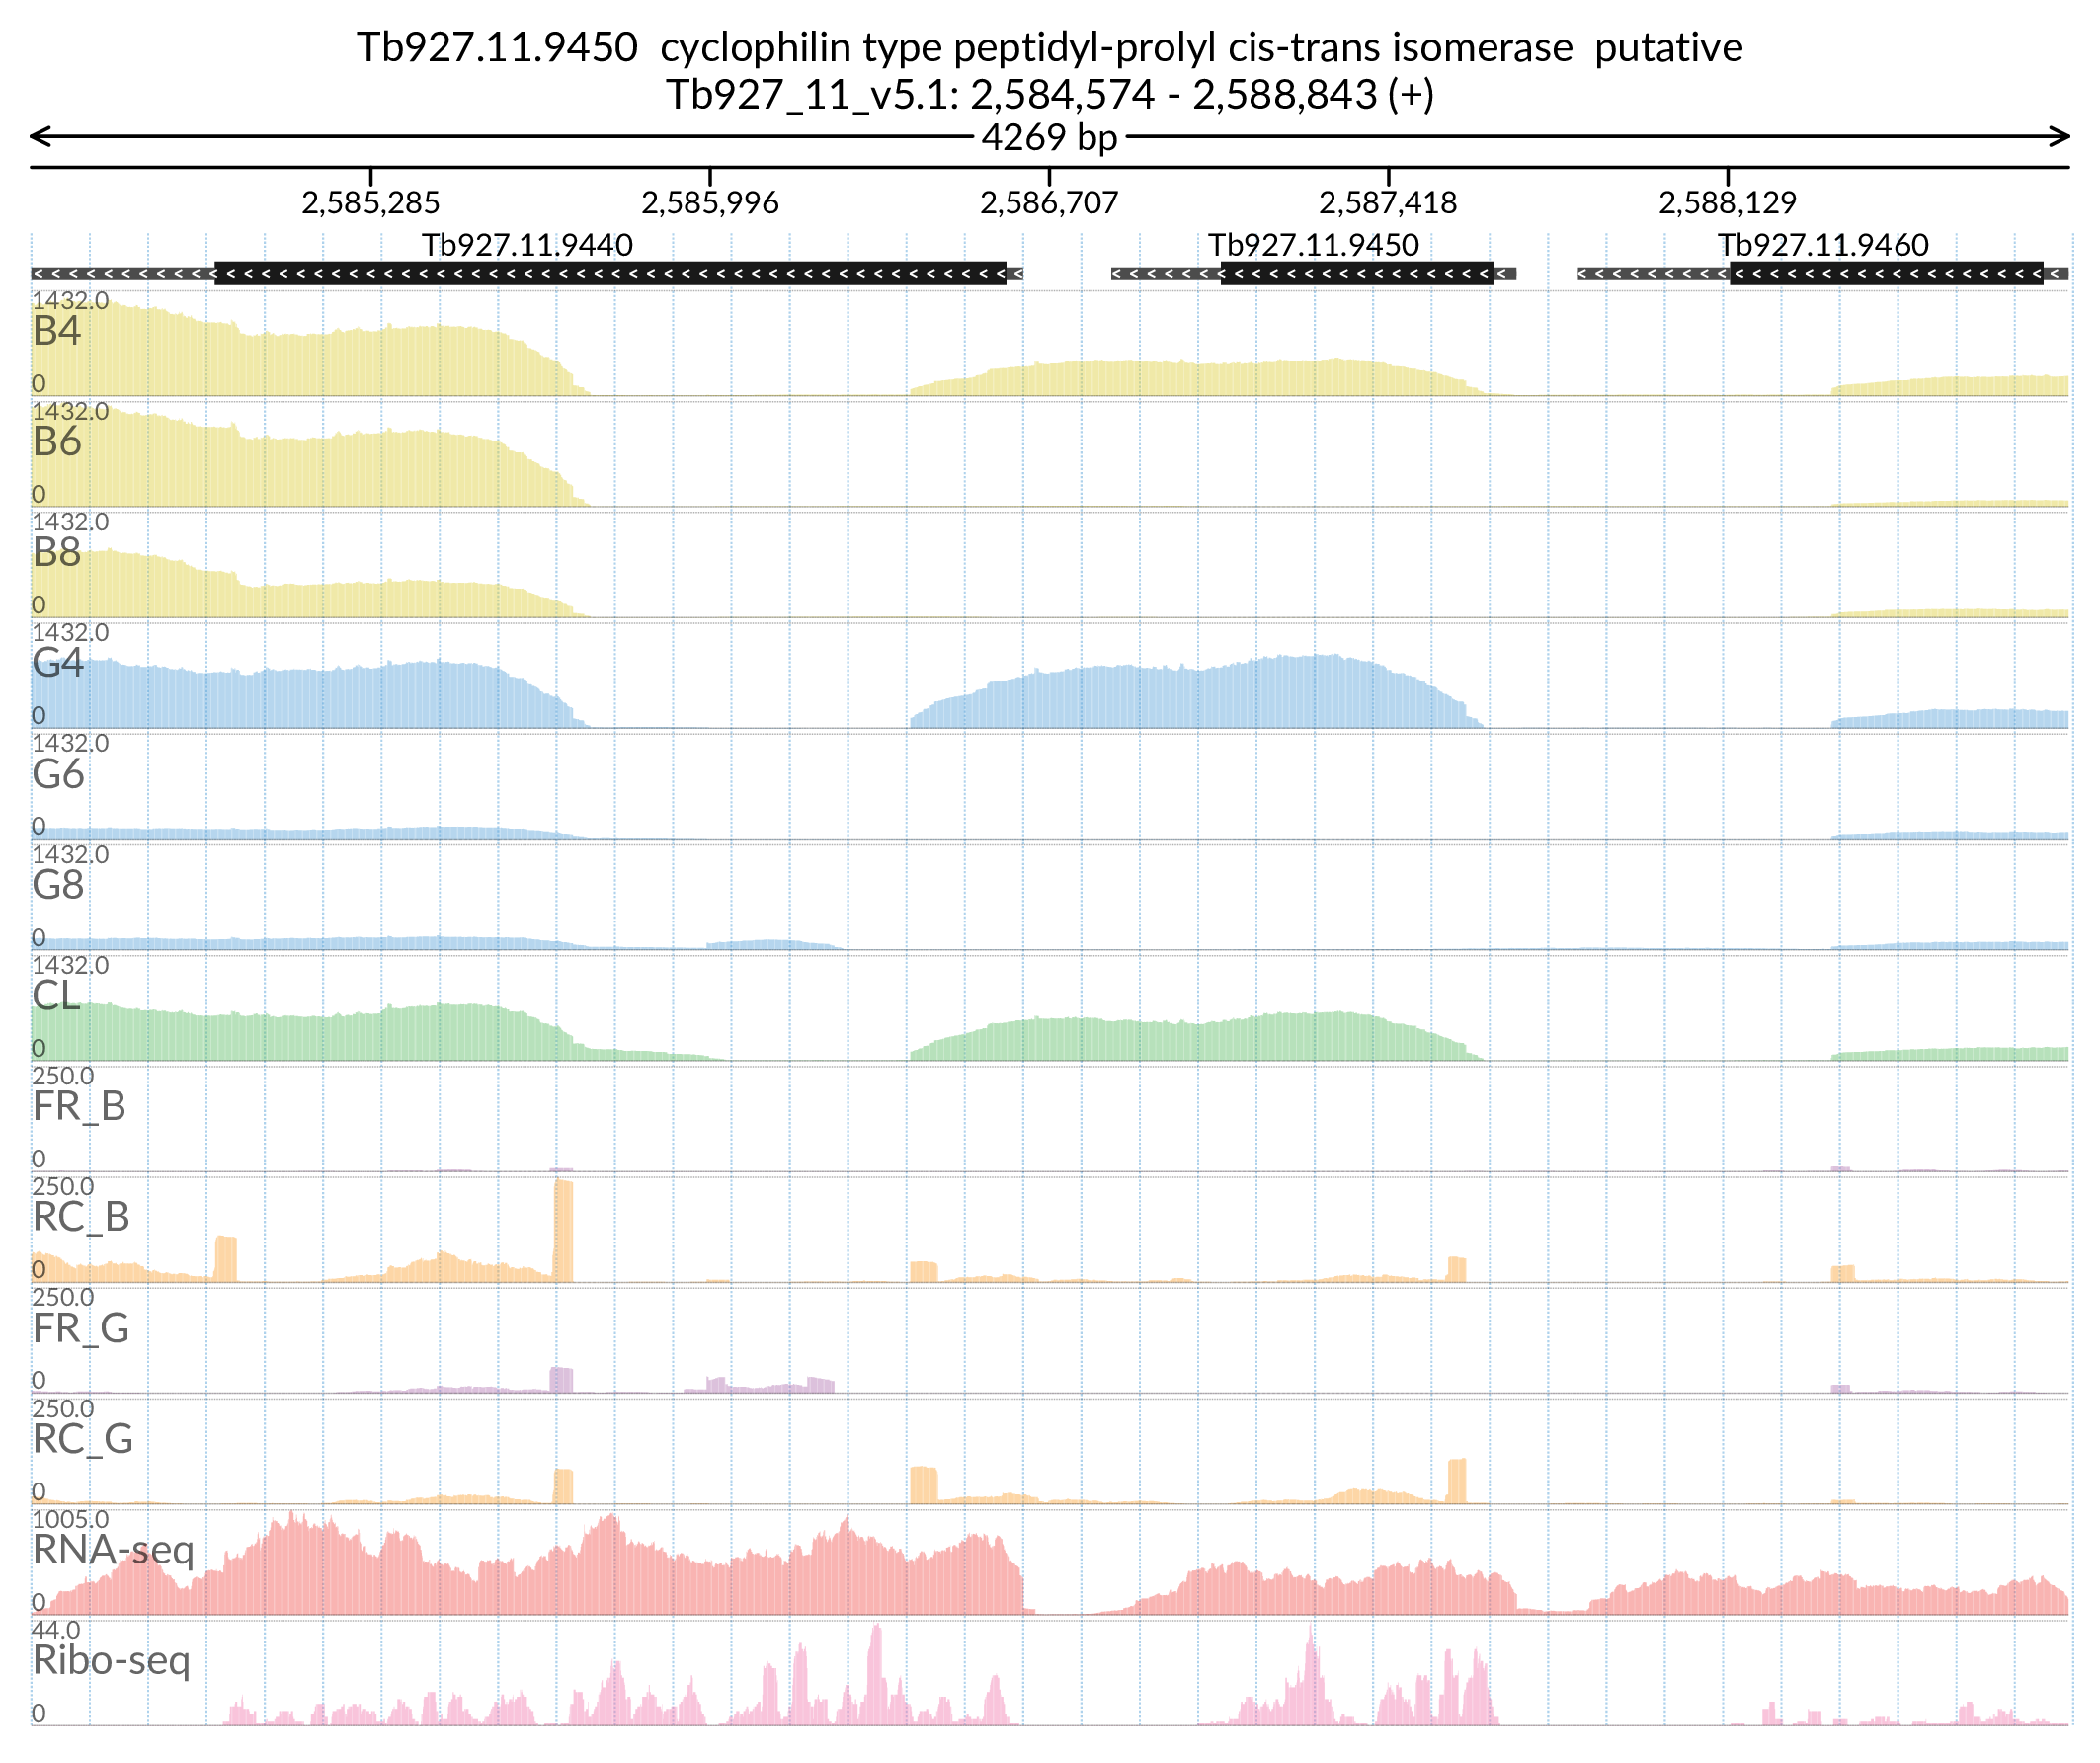 Tb927.11.9450  cyclophilin type peptidyl-prolyl cis-trans isomerase  putative
Tb927_11_v5.1: 2,584,574 - 2,588,843 (+)
4269 bp
2,585,285 2,585,996 2,586,707 2,587,418 2,588,129
Tb927.11.9440 Tb927.11.9450 Tb927.11.9460
1432.0
B4
0
1432.0
B6
0
1432.0
B8
0
1432.0
G4
0
1432.0
G6
0
1432.0
G8
0
1432.0
CL
0
250.0
FR_B
0
250.0
RC_B
0
250.0
FR_G
0
250.0
RC_G
0
1005.0
RNA-seq
0
44.0
Ribo-seq
0